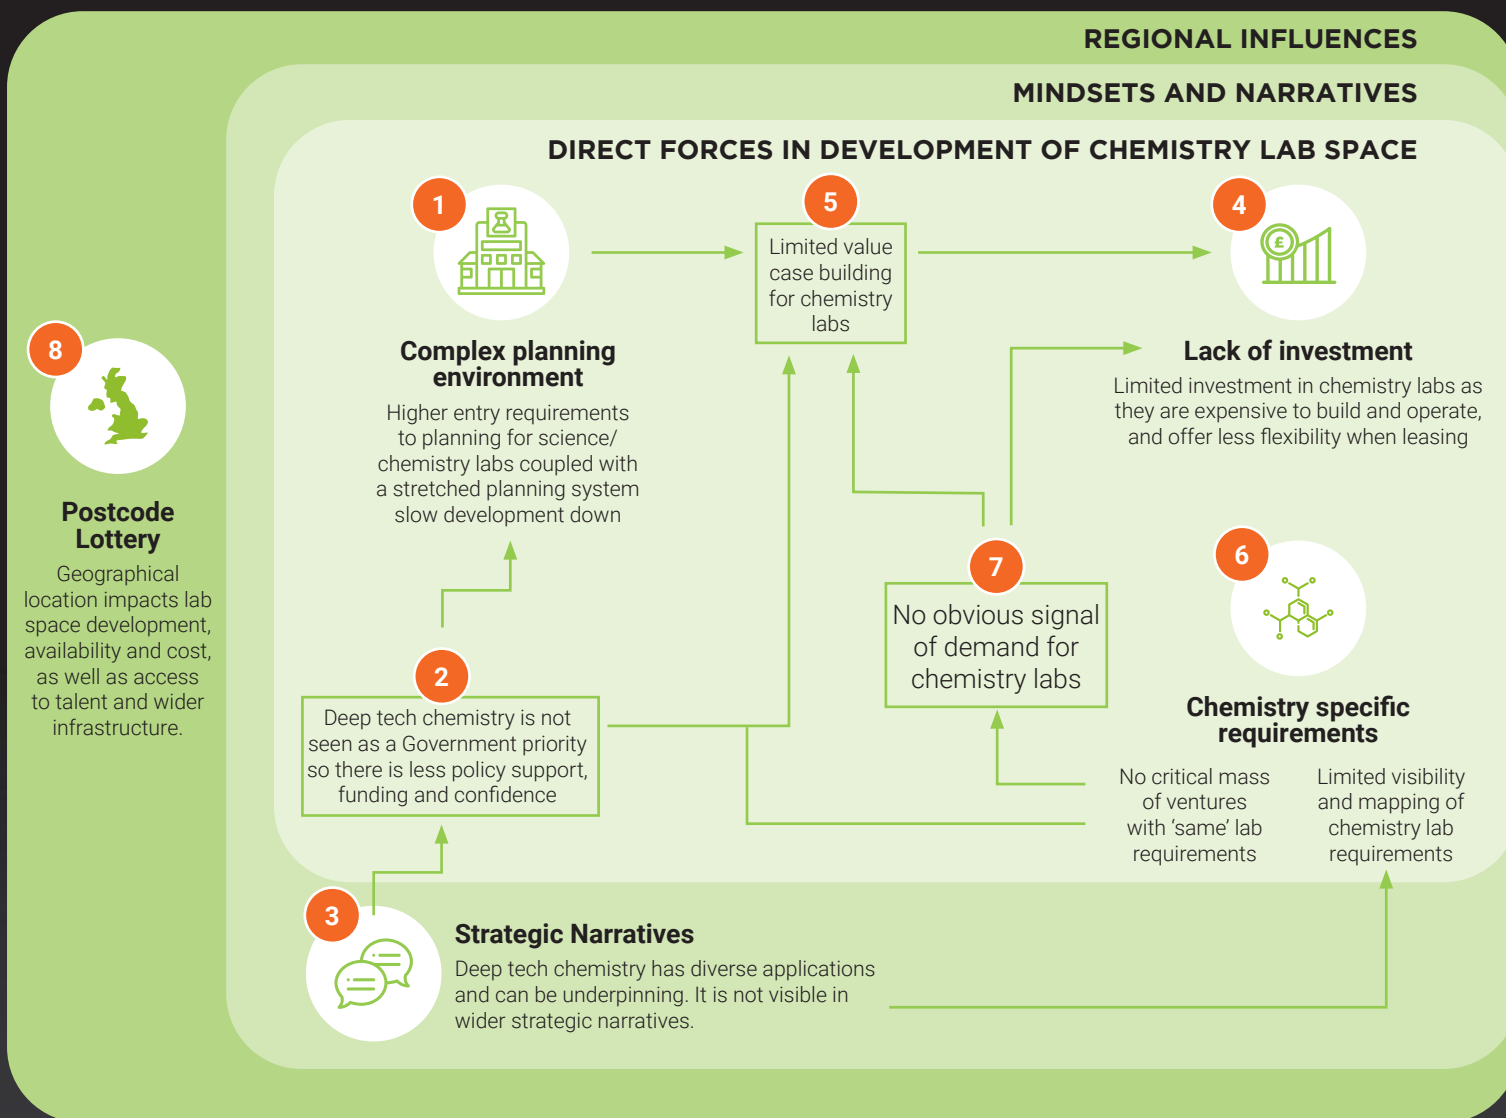 REGIONAL INFLUENCES
MINDSETS AND NARRATIVES
DIRECT FORCES IN DEVELOPMENT OF CHEMISTRY LAB SPACE
1
Complex planning
environment
Higher entry requirements
to planning for science/
chemistry labs coupled with
a stretched planning system
slow development down
5
Limited value
case building
for chemistry
labs
4
£
Lack of investment
Limited investment in chemistry labs as
they are expensive to build and operate,
and offer less flexibility when leasing
8
Postcode
Lottery
Geographical
location impacts lab
space development,
availability and cost,
as well as access
to talent and wider
infrastructure.
2
Deep tech chemistry is not
seen as a Government priority
so there is less policy support,
funding and confidence
7
No obvious signal
of demand for
chemistry labs
6
Chemistry specific
requirements
No critical mass
of ventures
with ‘same’ lab
requirements
Limited visibility
and mapping of
chemistry lab
requirements
3
Strategic Narratives
Deep tech chemistry has diverse applications
and can be underpinning. It is not visible in
wider strategic narratives.